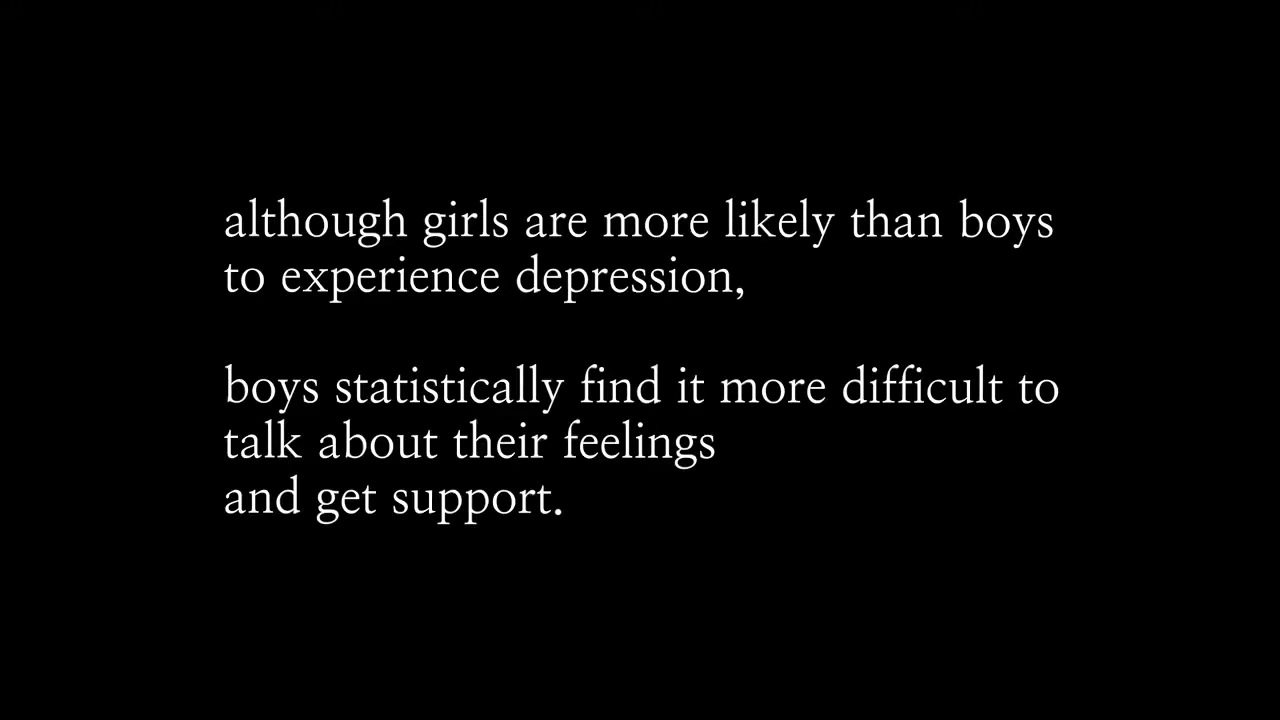 although girls are more likely than boys
to experience depression,
boys statistically find it more difficult to
talk about their feelings
and get support.